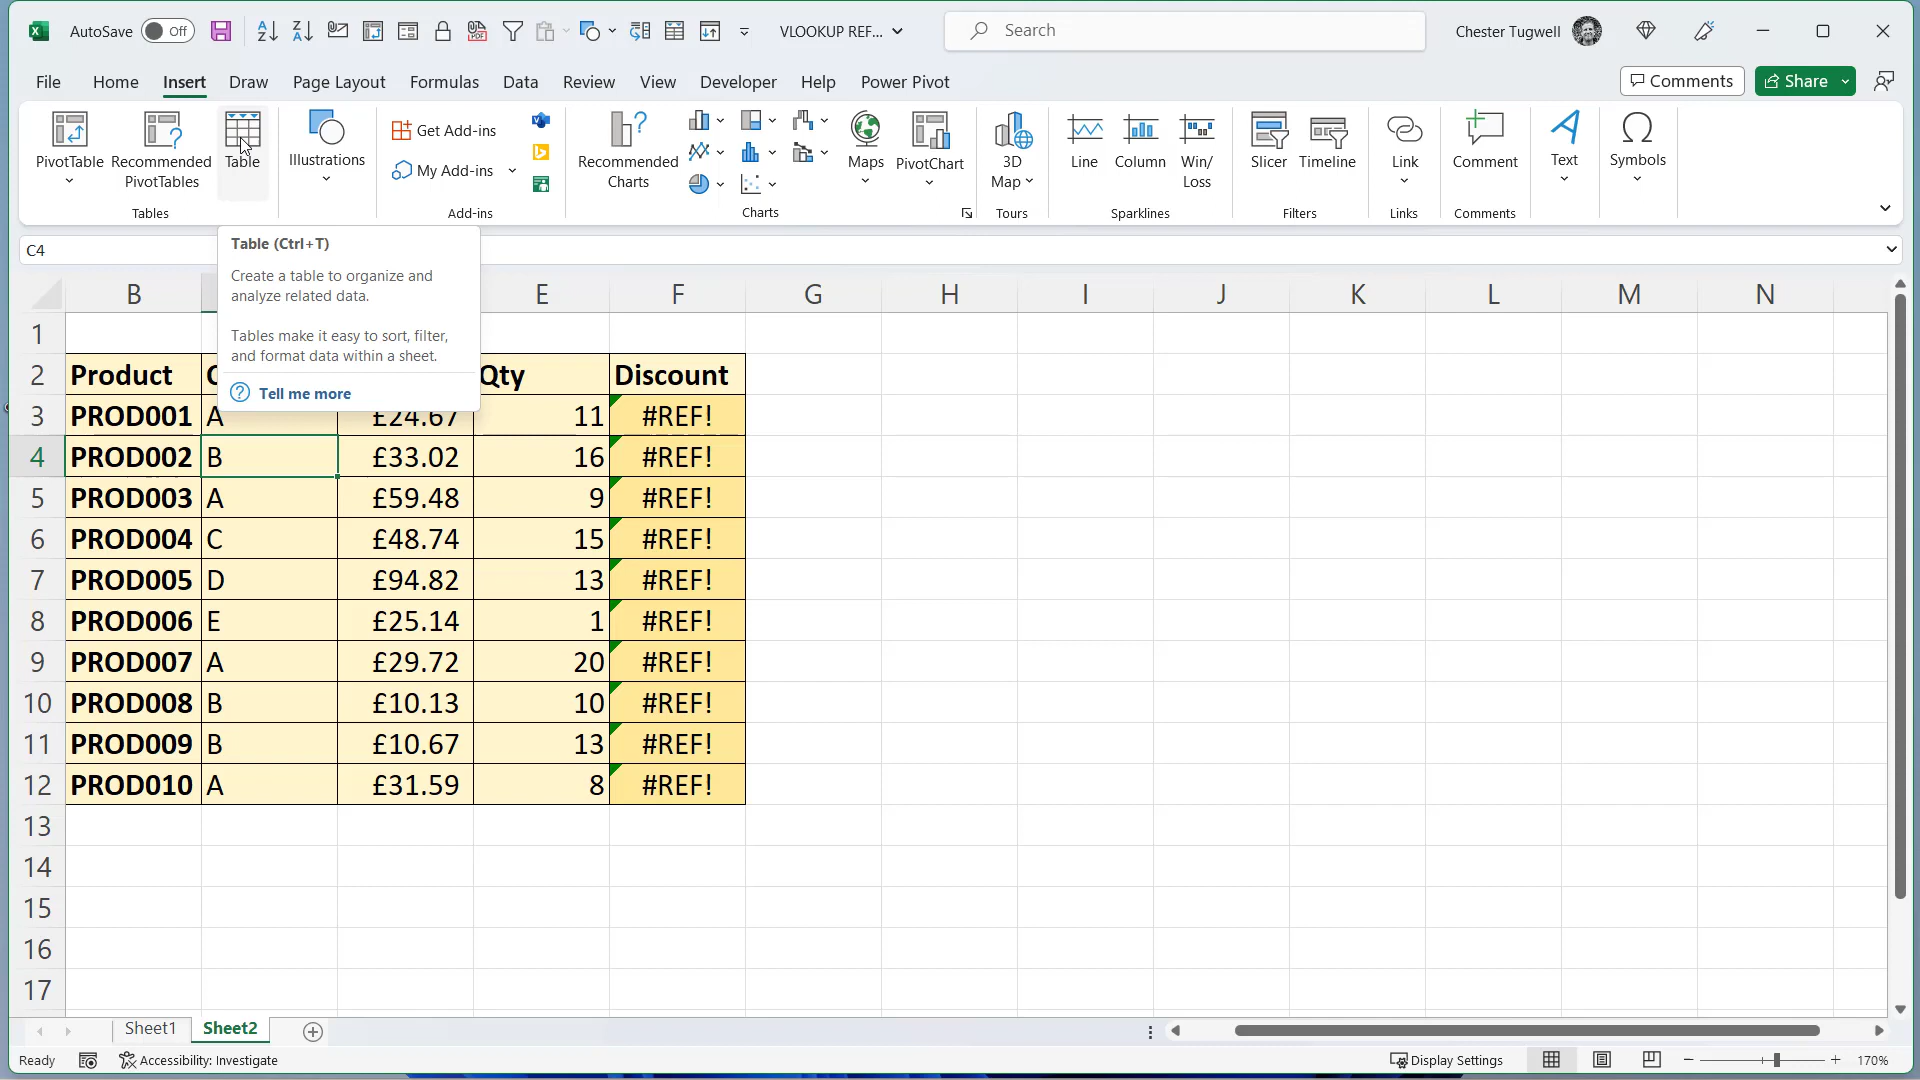 AutoSave Off VLOOKUP REF... Search Chester Tugwell
File Home Insert Draw Page Layout Formulas Data Review View Developer Help Power Pivot Comments Share
PivotTable
Recommended
PivotTables
Table
Tables
Illustrations
Get Add-ins
My Add-ins
Add-ins
Recommended
Charts
Maps
PivotChart
Charts
3D
Map
Tours
Line
Column
Win/
Loss
Sparklines
Slicer
Timeline
Filters
Link
Links
Comment
Comments
Text
Symbols
C4
Table (Ctrl+T)
Create a table to organize and
analyze related data.
Tables make it easy to sort, filter,
and format data within a sheet.
Tell me more
B E F G H I J K L M N
1
2 Product Qty Discount
3 PROD001 A £24.67 11 #REF!
4 PROD002 B £33.02 16 #REF!
5 PROD003 A £59.48 9 #REF!
6 PROD004 C £48.74 15 #REF!
7 PROD005 D £94.82 13 #REF!
8 PROD006 E £25.14 1 #REF!
9 PROD007 A £29.72 20 #REF!
10 PROD008 B £10.13 10 #REF!
11 PROD009 B £10.67 13 #REF!
12 PROD010 A £31.59 8 #REF!
13
14
15
16
17
Sheet1 Sheet2
Ready Accessibility: Investigate Display Settings 170%